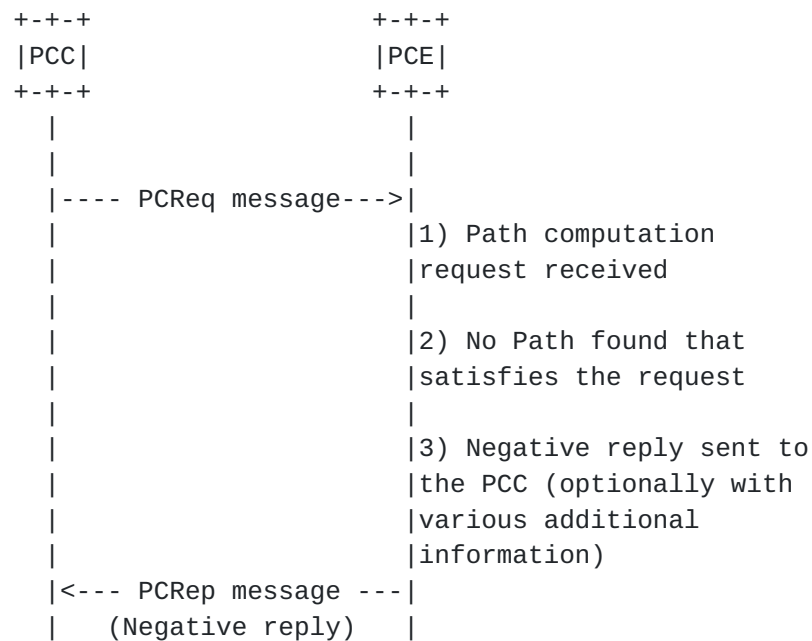 +-+-+                 +-+-+
|PCC|                 |PCE|
+-+-+                 +-+-+
  |                     |
  |                     |
  |---- PCReq message--->|
  |                     |1) Path computation
  |                     |request received
  |                     |
  |                     |2) No Path found that
  |                     |satisfies the request
  |                     |
  |                     |3) Negative reply sent to
  |                     |the PCC (optionally with
  |                     |various additional
  |                     |information)
  |<--- PCRep message ---|
  |   (Negative reply)   |